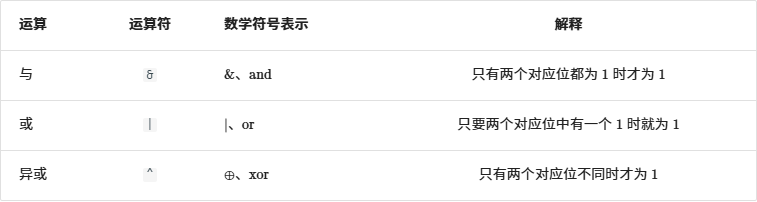 运算 运算符 数学符号表示 解释
与 & &、and 只有两个对应位都为 1 时才为 1
或 | |、or 只要两个对应位中有一个 1 时就为 1
异或 ^ ⊕、xor 只有两个对应位不同时才为 1